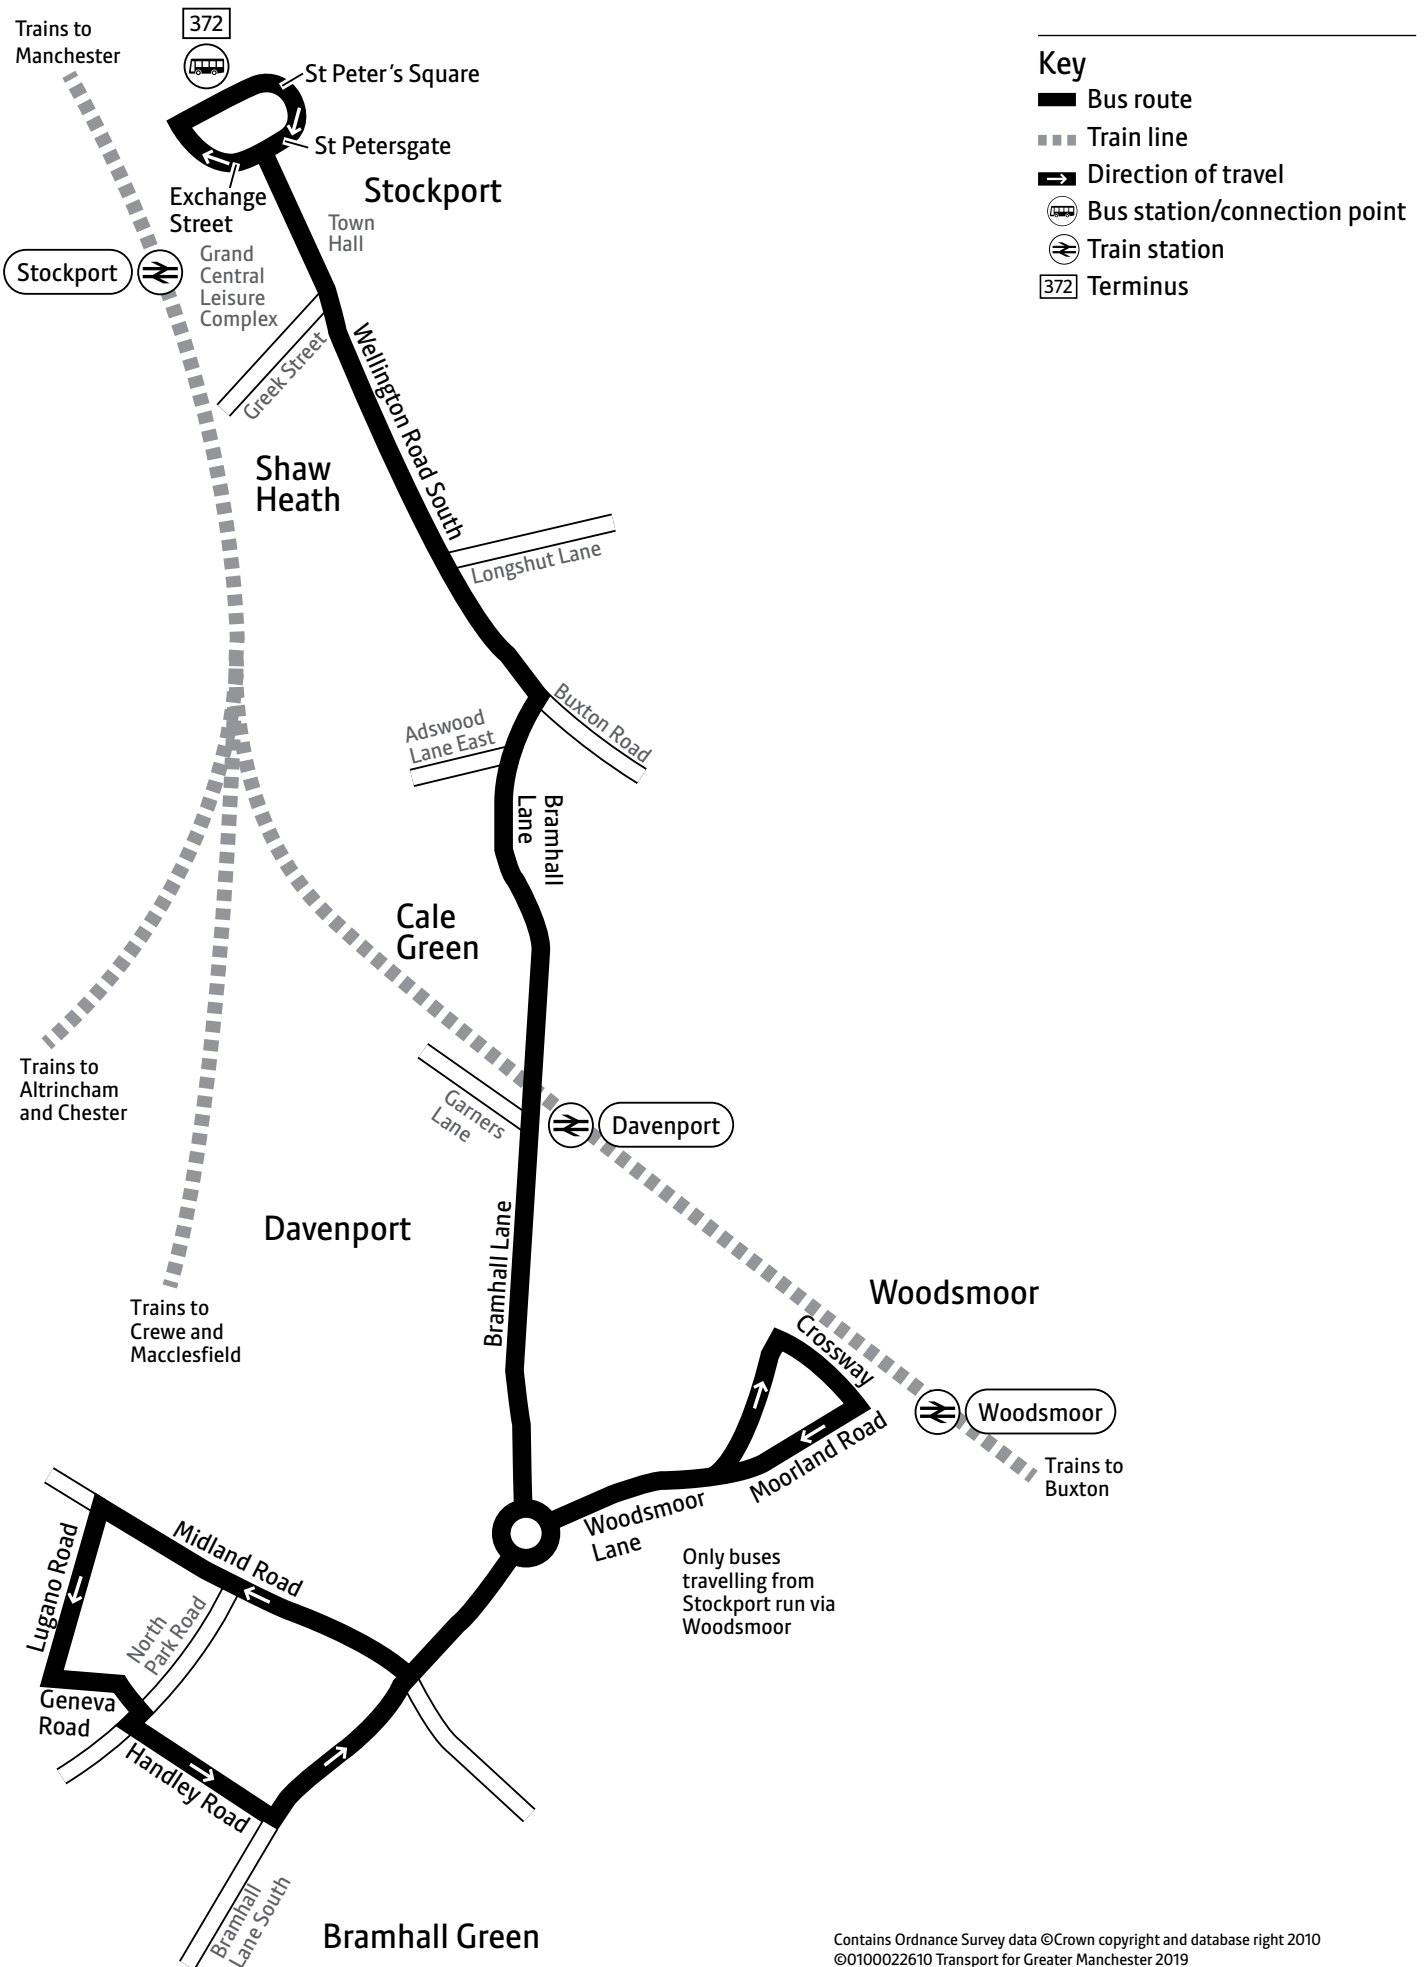 Trains to
Manchester
372
St Peter's Square
St Petersgate
Exchange
Street
Stockport
Town
Hall
Stockport
Grand
Central
Leisure
Complex
Greek Street
Wellington Road South
Shaw
Heath
Longshut Lane
Buxton Road
Adswood
Lane East
Bramhall
Lane
Cale
Green
Trains to
Altrincham
and Chester
Garners
Lane
Davenport
Davenport
Bramhall Lane
Trains to
Crewe and
Macclesfield
Woodsmoor
Crossway
Woodsmoor
Moorland Road
Trains to
Buxton
Woodsmoor
Lane
Only buses
travelling from
Stockport run via
Woodsmoor
Midland Road
Lugano Road
North
Park Road
Geneva
Road
Handley Road
Bramhall
Lane South
Bramhall Green
Key
Bus route
Train line
Direction of travel
Bus station/connection point
Train station
372 Terminus
Contains Ordnance Survey data ©Crown copyright and database right 2010
©0100022610 Transport for Greater Manchester 2019